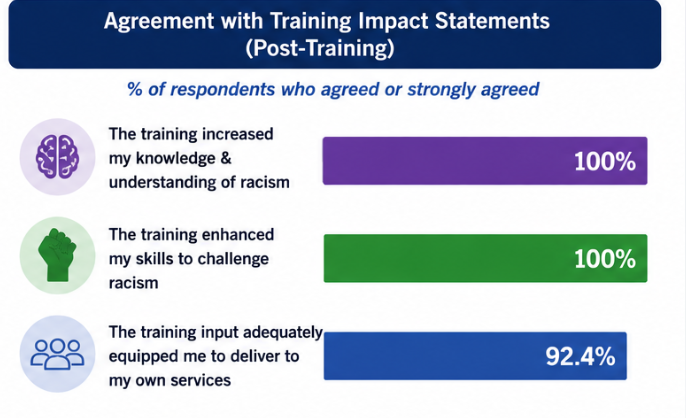 Agreement with Training Impact Statements
(Post-Training)
% of respondents who agreed or strongly agreed
The training increased
my knowledge &
understanding of racism
100%
The training enhanced
my skills to challenge
racism
100%
The training input adequately
equipped me to deliver to
my own services
92.4%